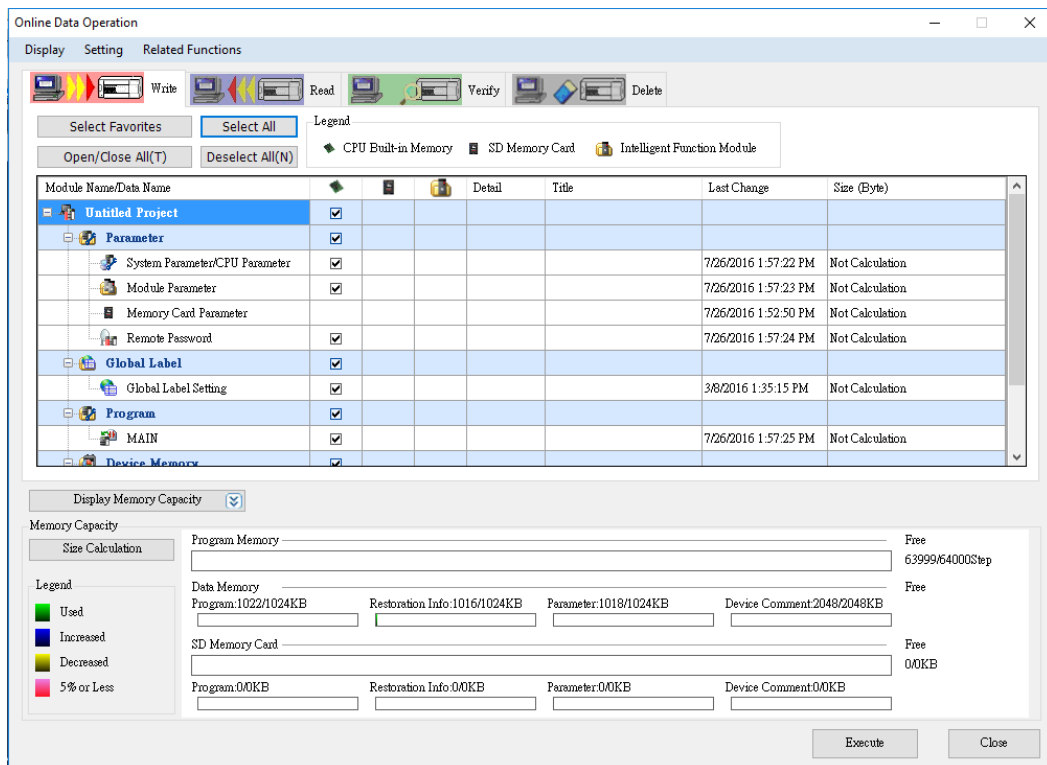 Online Data Operation
Display Setting Related Functions
Write Read Verify Delete
Select Favorites Select All Legend
Open/Close All(T) Deselect All(N) CPU Built-in Memory SD Memory Card Intelligent Function Module
Module Name/Data Name Detail Title Last Change Size (Byte)
Untitled Project
Parameter
System Parameter/CPU Parameter 7/26/2016 1:57:22 PM Not Calculation
Module Parameter 7/26/2016 1:57:23 PM Not Calculation
Memory Card Parameter 7/26/2016 1:52:50 PM Not Calculation
Remote Password 7/26/2016 1:57:24 PM Not Calculation
Global Label
Global Label Setting 3/8/2016 1:35:15 PM Not Calculation
Program
MAIN 7/26/2016 1:57:25 PM Not Calculation
Device Memory
Display Memory Capacity
Memory Capacity
Size Calculation Program Memory Free
63999/64000Step
Legend Data Memory Free
Used Program:1022/1024KB Restoration Info:1016/1024KB Parameter:1018/1024KB Device Comment:2048/2048KB
Increased SD Memory Card Free
Decreased 0/0KB
5% or Less Program:0/0KB Restoration Info:0/0KB Parameter:0/0KB Device Comment:0/0KB
Execute Close